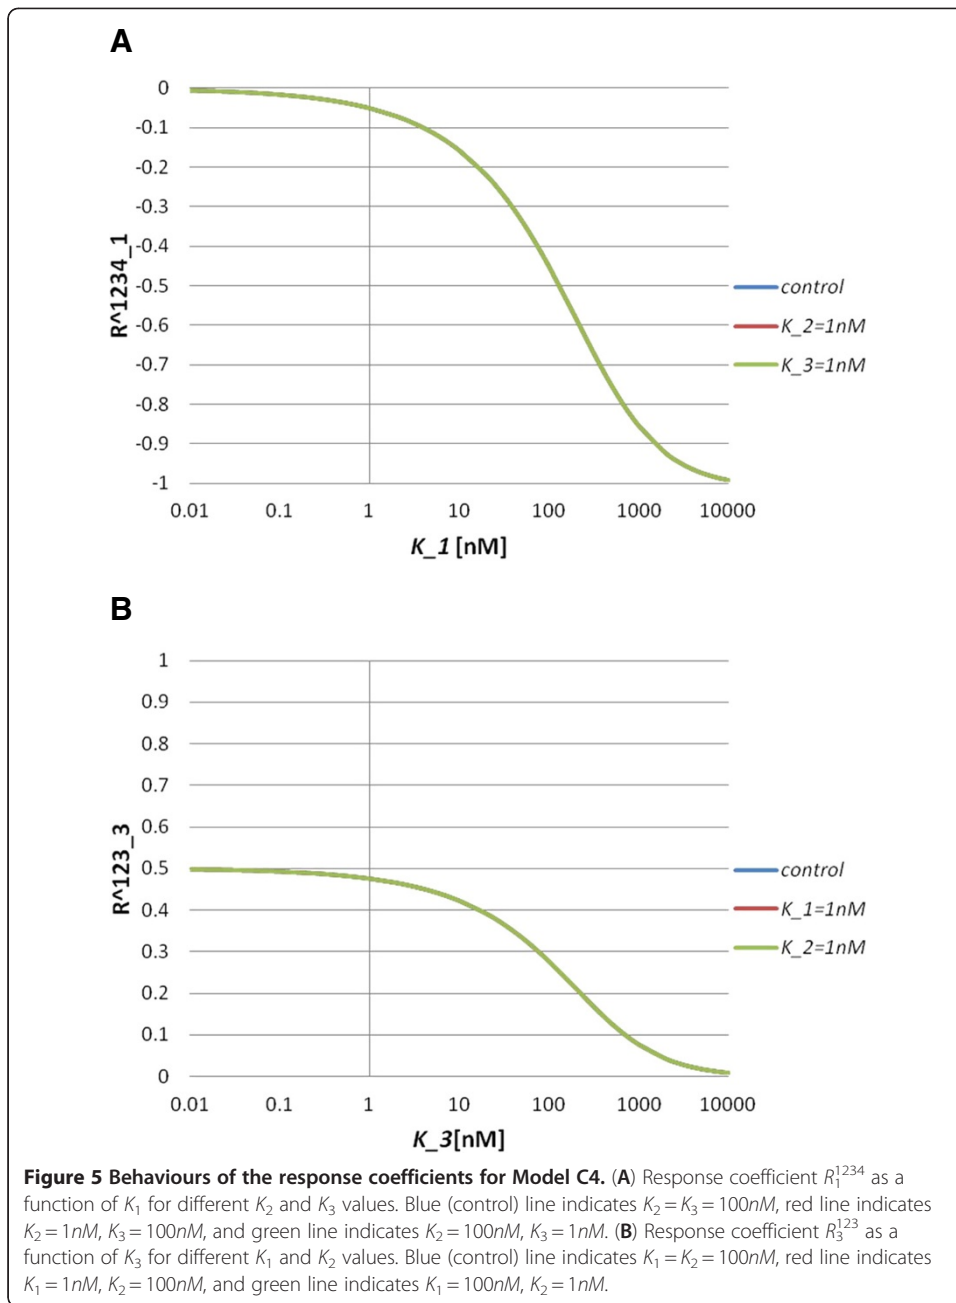 A
0
-0.1
-0.2
-0.3
-0.4
-0.5
-0.6
-0.7
-0.8
-0.9
-1
R^1234_1
0.01 0.1 1 10 100 1000 10000
K_1 [nM]
control
K_2=1nM
K_3=1nM
B
1
0.9
0.8
0.7
0.6
0.5
0.4
0.3
0.2
0.1
0
R^123_3
0.01 0.1 1 10 100 1000 10000
K_3[nM]
control
K_1=1nM
K_2=1nM
Figure 5 Behaviours of the response coefficients for Model C4. (A) Response coefficient R₁¹²³⁴ as a
function of K₁ for different K₂ and K₃ values. Blue (control) line indicates K₂ = K₃ = 100nM, red line indicates
K₂ = 1nM, K₃ = 100nM, and green line indicates K₂ = 100nM, K₃ = 1nM. (B) Response coefficient R₃¹²³ as a
function of K₃ for different K₁ and K₂ values. Blue (control) line indicates K₁ = K₂ = 100nM, red line indicates
K₁ = 1nM, K₂ = 100nM, and green line indicates K₁ = 100nM, K₂ = 1nM.